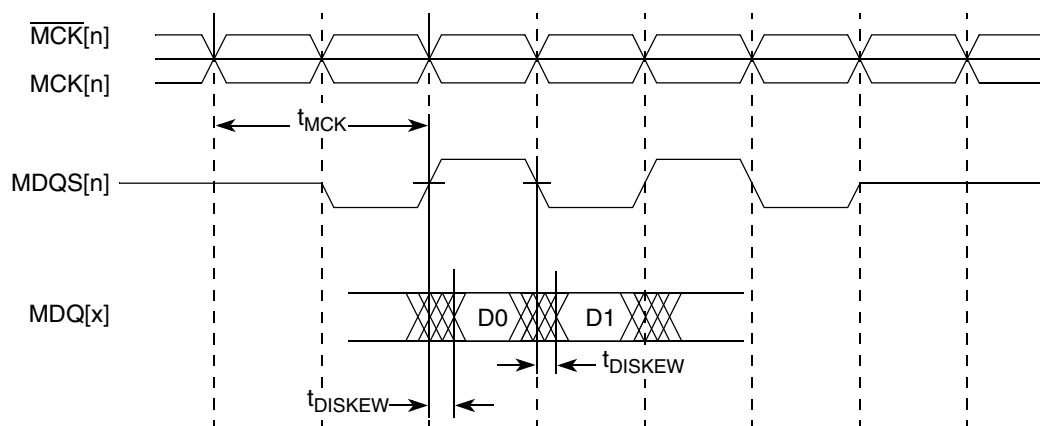 MCK[n]
MCK[n]
tMCK
MDQS[n]
MDQ[x]
D0
D1
tDISKEW
tDISKEW